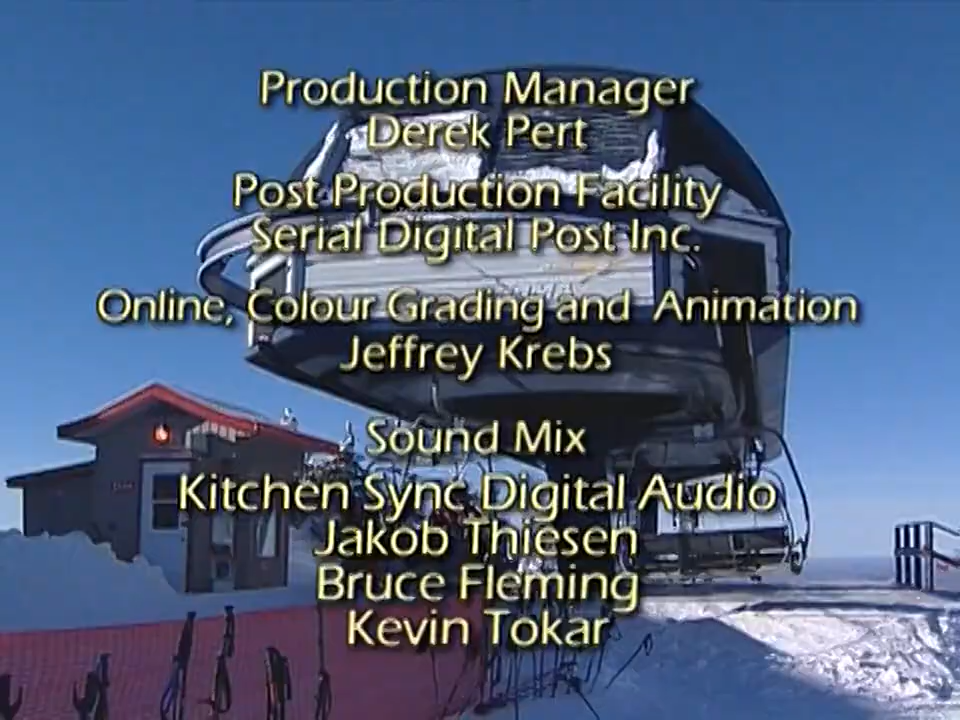 Production Manager
Derek Pert
Post Production Facility
Serial Digital Post Inc.
Online, Colour Grading and Animation
Jeffrey Krebs
Sound Mix
Kitchen Sync Digital Audio
Jakob Thiesen
Bruce Fleming
Kevin Tokar